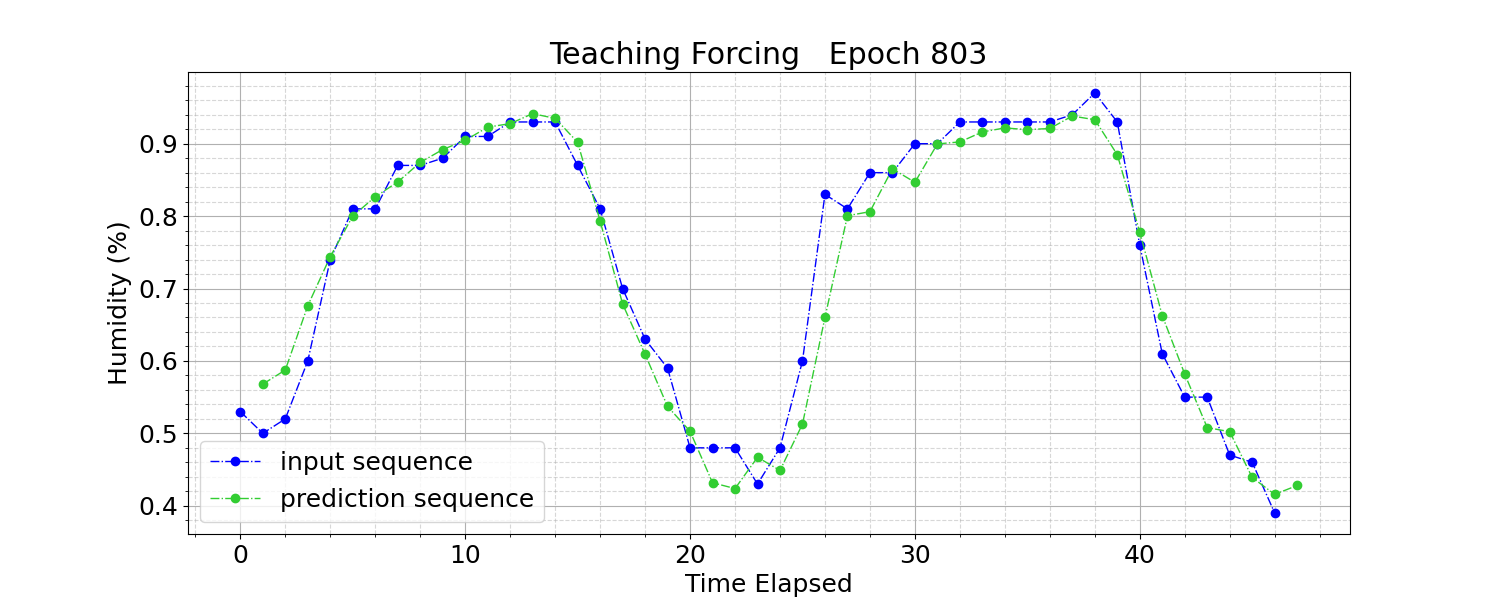 Teaching Forcing   Epoch 803
Humidity (%)
0.9
0.8
0.7
0.6
0.5
0.4
input sequence
prediction sequence
0 10 20 30 40
Time Elapsed